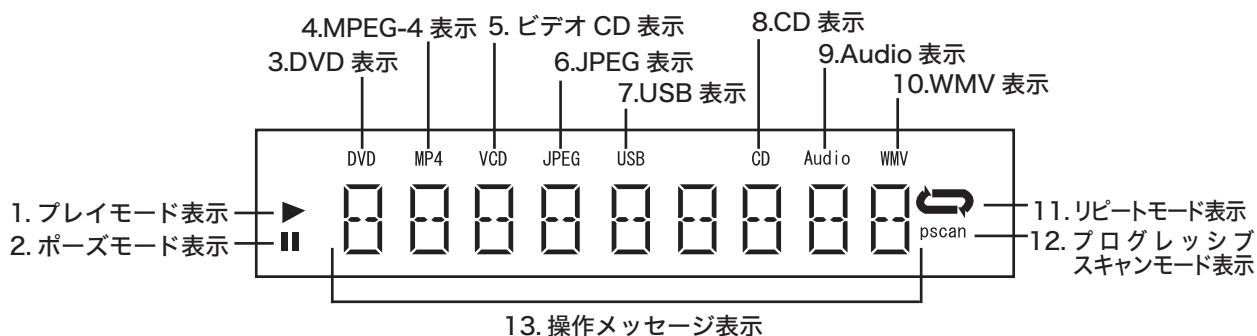 4.MPEG-4 表示 5. ビデオ CD 表示
8.CD 表示
3.DVD 表示
6.JPEG 表示
9.Audio 表示
7.USB 表示
10.WMV 表示
DVD MP4 VCD JPEG USB CD Audio WMV
1. プレイモード表示
2. ポーズモード表示
11. リピートモード表示
pscan
12. プログレッシブ
スキャンモード表示
13. 操作メッセージ表示